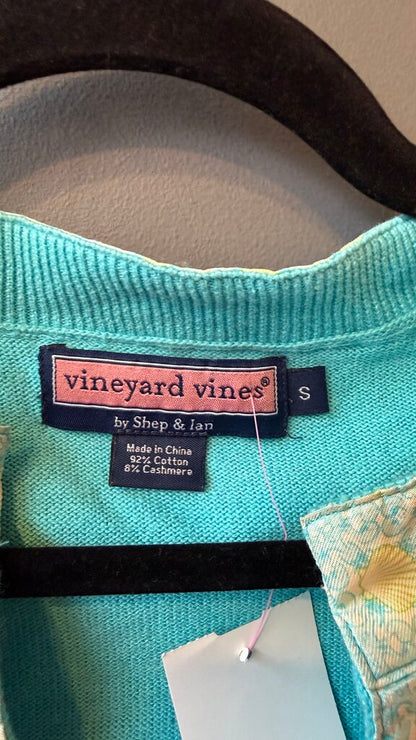 vineyard vines®
S
by Shep & Ian
Made in China
92% Cotton
8% Cashmere